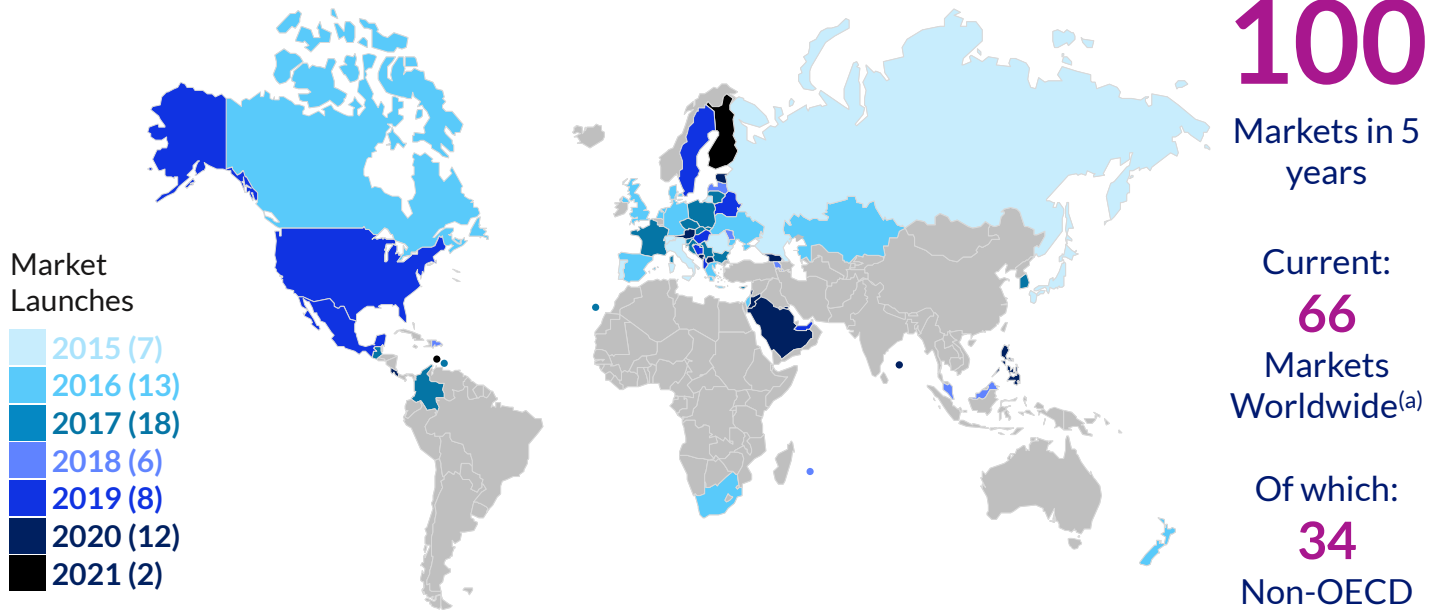 Market
Launches
2015 (7)
2016 (13)
2017 (18)
2018 (6)
2019 (8)
2020 (12)
2021 (2)
100
Markets in 5
years
Current:
66
Markets
Worldwide(a)
Of which:
34
Non-OECD